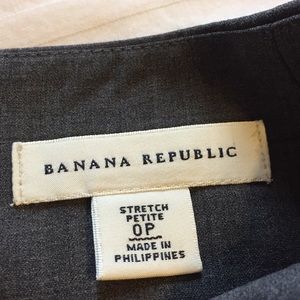 BANANA REPUBLIC
STRETCH
PETITE
0P
MADE IN
PHILIPPINES